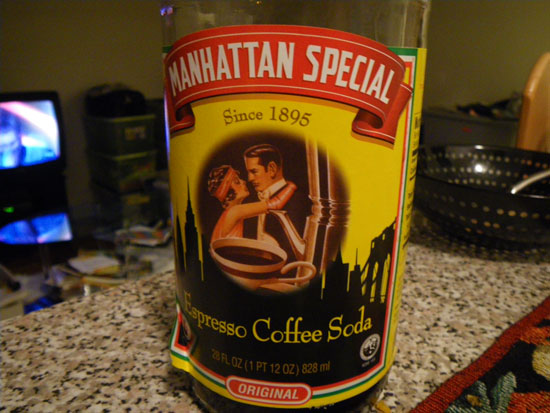 MANHATTAN SPECIAL
Since 1895
Espresso Coffee Soda
28 FL OZ (1 PT 12 OZ) 828 ml
ORIGINAL